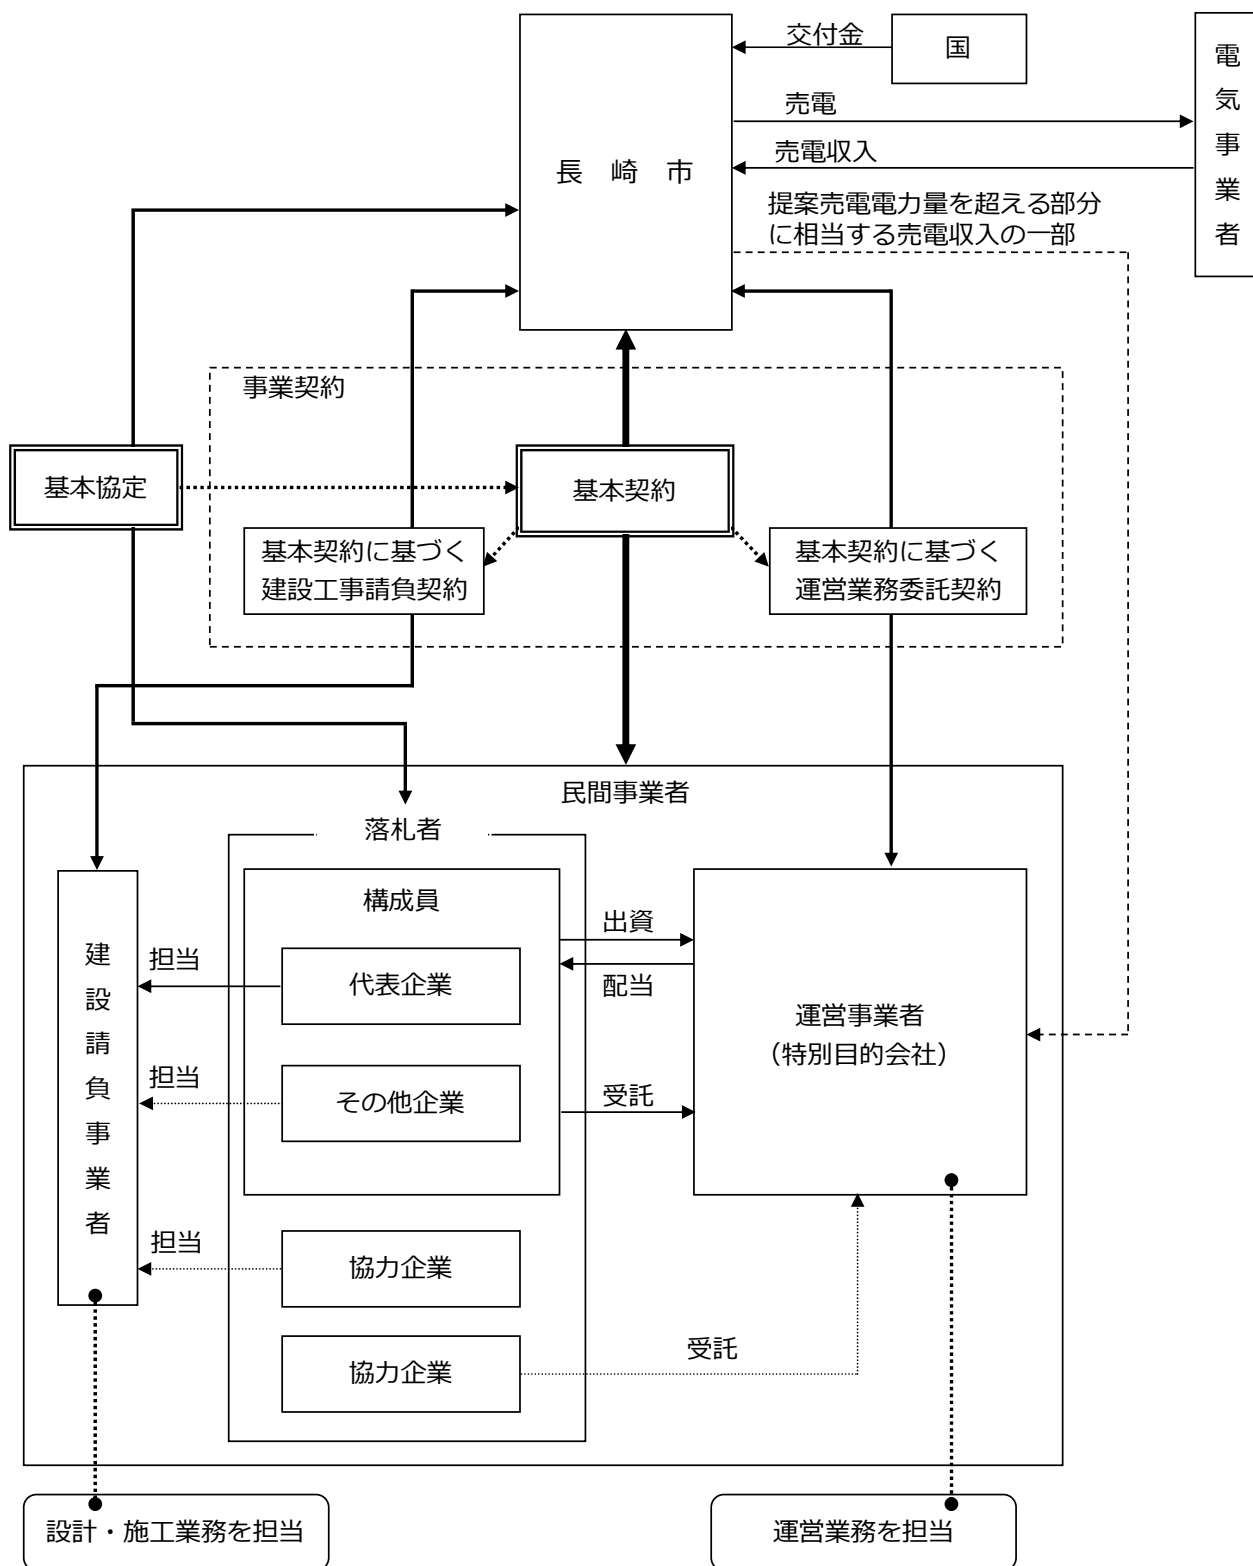 交付金
国
電気事業者
売電
長　崎　市
売電収入
提案売電電力量を超える部分
に相当する売電収入の一部
事業契約
基本協定
基本契約
基本契約に基づく
建設工事請負契約
基本契約に基づく
運営業務委託契約
民間事業者
落札者
構成員
建設請負事業者
担当
代表企業
出資
配当
運営事業者
（特別目的会社）
担当
その他企業
受託
担当
協力企業
協力企業
受託
設計・施工業務を担当
運営業務を担当